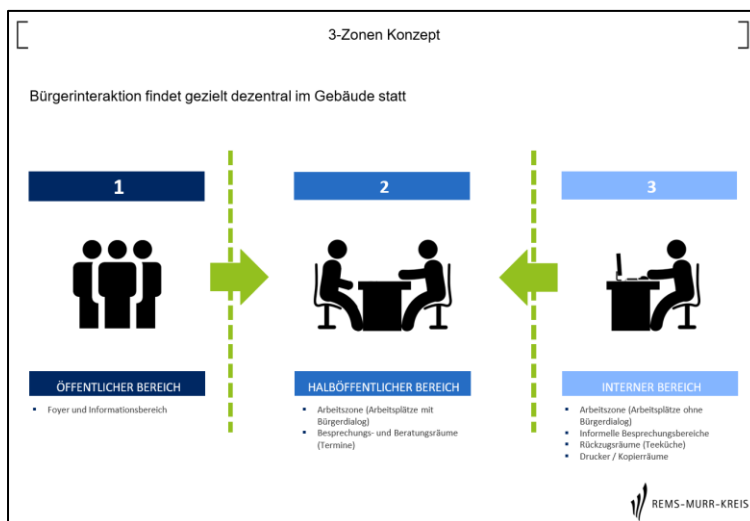 3-Zonen Konzept
Bürgerinteraktion findet gezielt dezentral im Gebäude statt
1
2
3
ÖFFENTLICHER BEREICH
▪ Foyer und Informationsbereich
HALBÖFFENTLICHER BEREICH
▪ Arbeitszone (Arbeitsplätze mit
Bürgerdialog)
▪ Besprechungs- und Beratungsräume
(Termine)
INTERNER BEREICH
▪ Arbeitszone (Arbeitsplätze ohne
Bürgerdialog)
▪ Informelle Besprechungsbereiche
▪ Rückzugsräume (Teeküche)
▪ Drucker / Kopierräume
REMS-MURR-KREIS